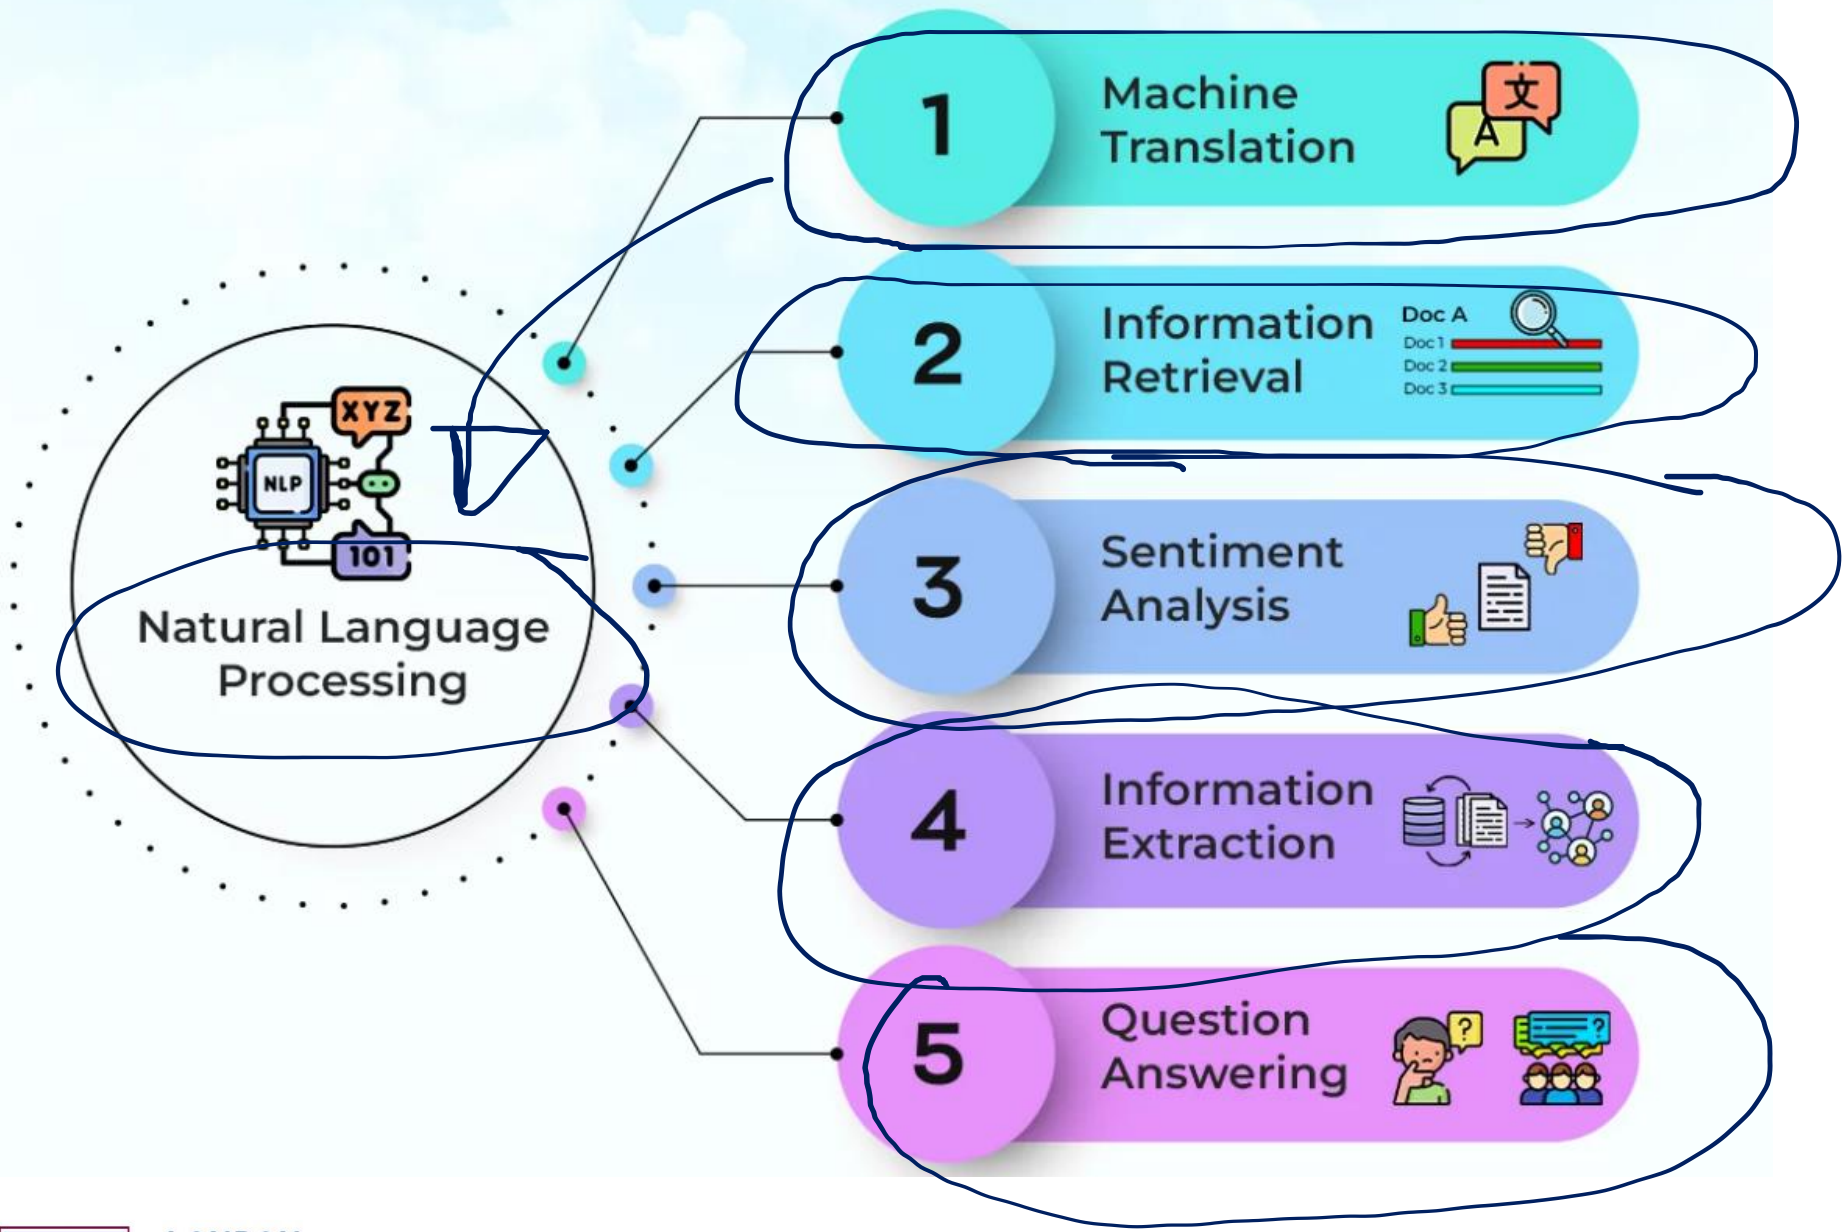 1
Machine
Translation
文
A
2
Information
Retrieval
Doc A
Doc 1
Doc 2
Doc 3
3
Sentiment
Analysis
4
Information
Extraction
5
Question
Answering
?
?
XYZ
NLP
101
Natural Language
Processing